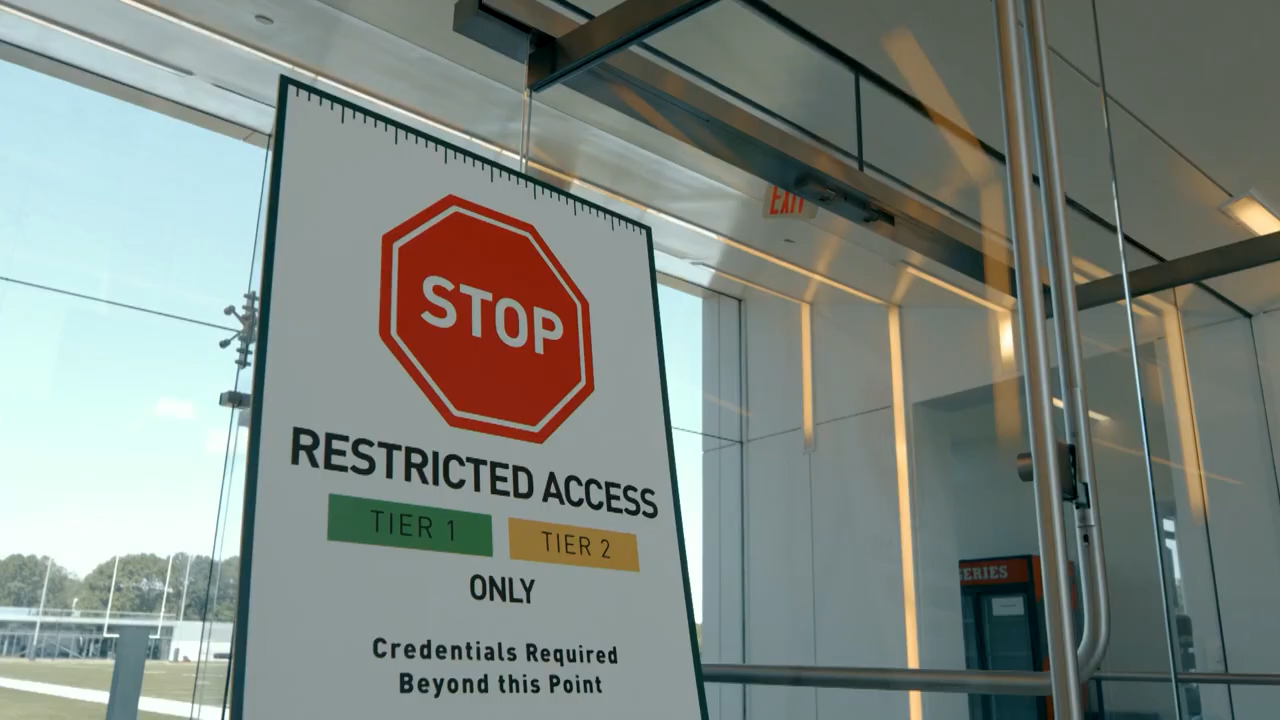 EXIT
STOP
RESTRICTED ACCESS
TIER 1 TIER 2
ONLY
Credentials Required
Beyond this Point
SERIES